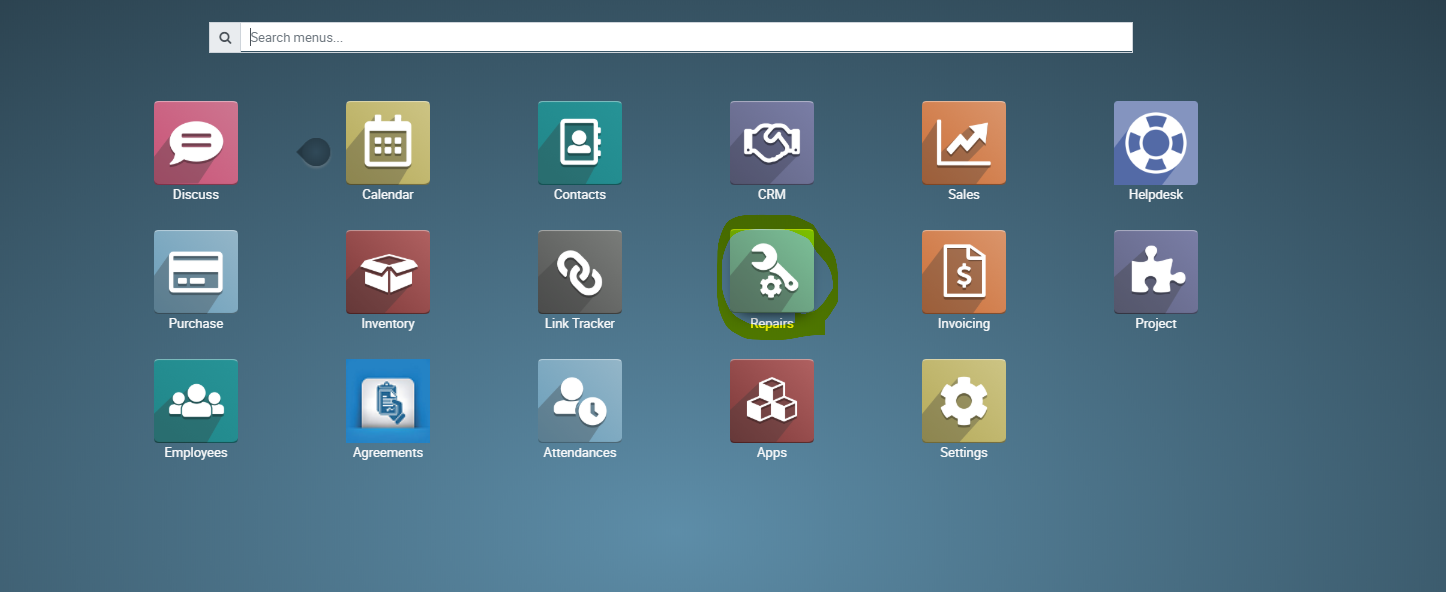 Search menus...
Discuss
Calendar
Contacts
CRM
Sales
Helpdesk
Purchase
Inventory
Link Tracker
Repairs
Invoicing
Project
Employees
Agreements
Attendances
Apps
Settings